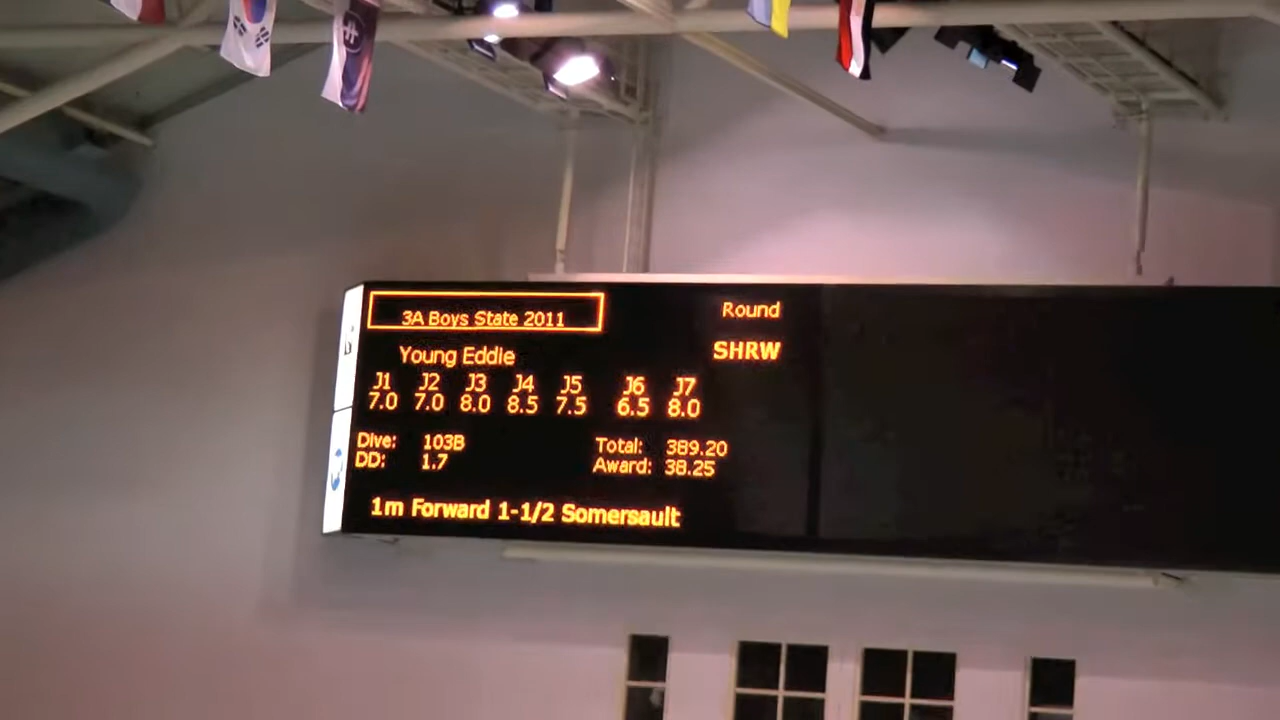 3A Boys State 2011 Round
Young Eddie SHRW
J1 J2 J3 J4 J5 J6 J7
7.0 7.0 8.0 8.5 7.5 6.5 8.0
Dive: 103B Total: 389.20
DD: 1.7 Award: 38.25
1m Forward 1-1/2 Somersault